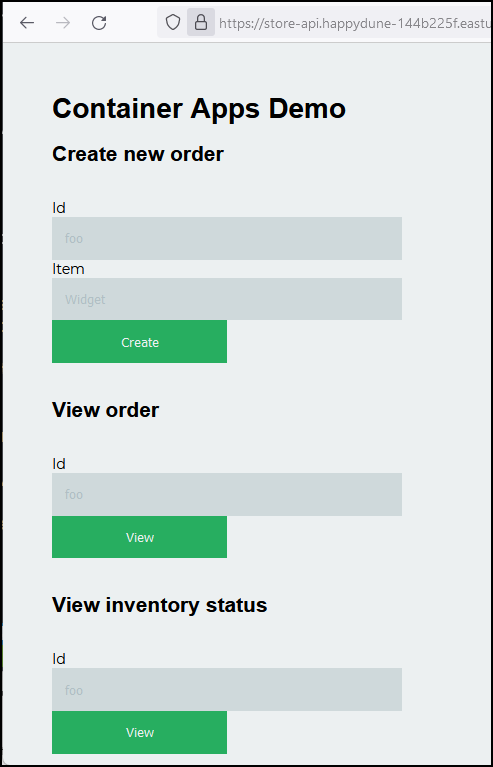 https://store-api.happydune-144b225f.eastu
Container Apps Demo
Create new order
Id
foo
Item
Widget
Create
View order
Id
foo
View
View inventory status
Id
foo
View